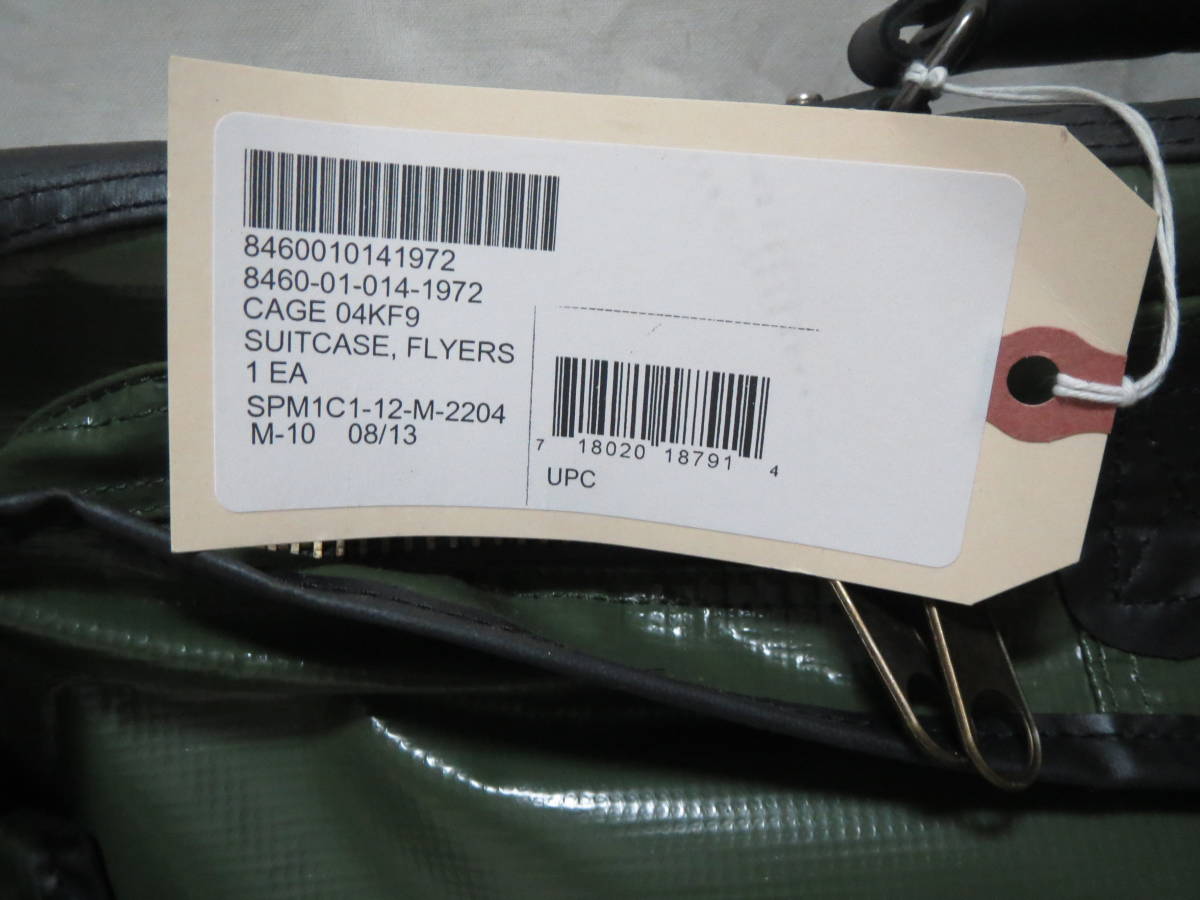 8460010141972
8460-01-014-1972
CAGE 04KF9
SUITCASE, FLYERS
1 EA
SPM1C1-12-M-2204
M-10 08/13
7 18020 18791 4
UPC